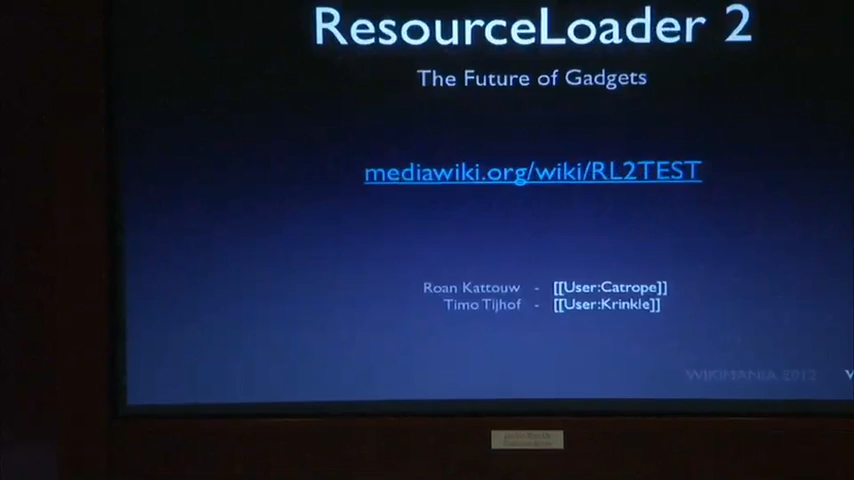 ResourceLoader 2
The Future of Gadgets
mediawiki.org/wiki/RL2TEST
Roan Kattouw - [[User:Catrope]]
Timo Tijhof - [[User:Krinkle]]
WIKIMANIA 2012